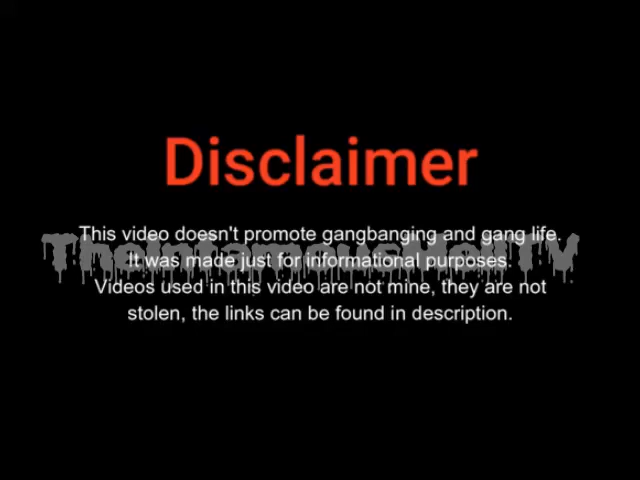 Disclaimer
This video doesn't promote gangbanging and gang life.
TheInfamousHellTV
It was made just for informational purposes.
Videos used in this video are not mine, they are not
stolen, the links can be found in description.